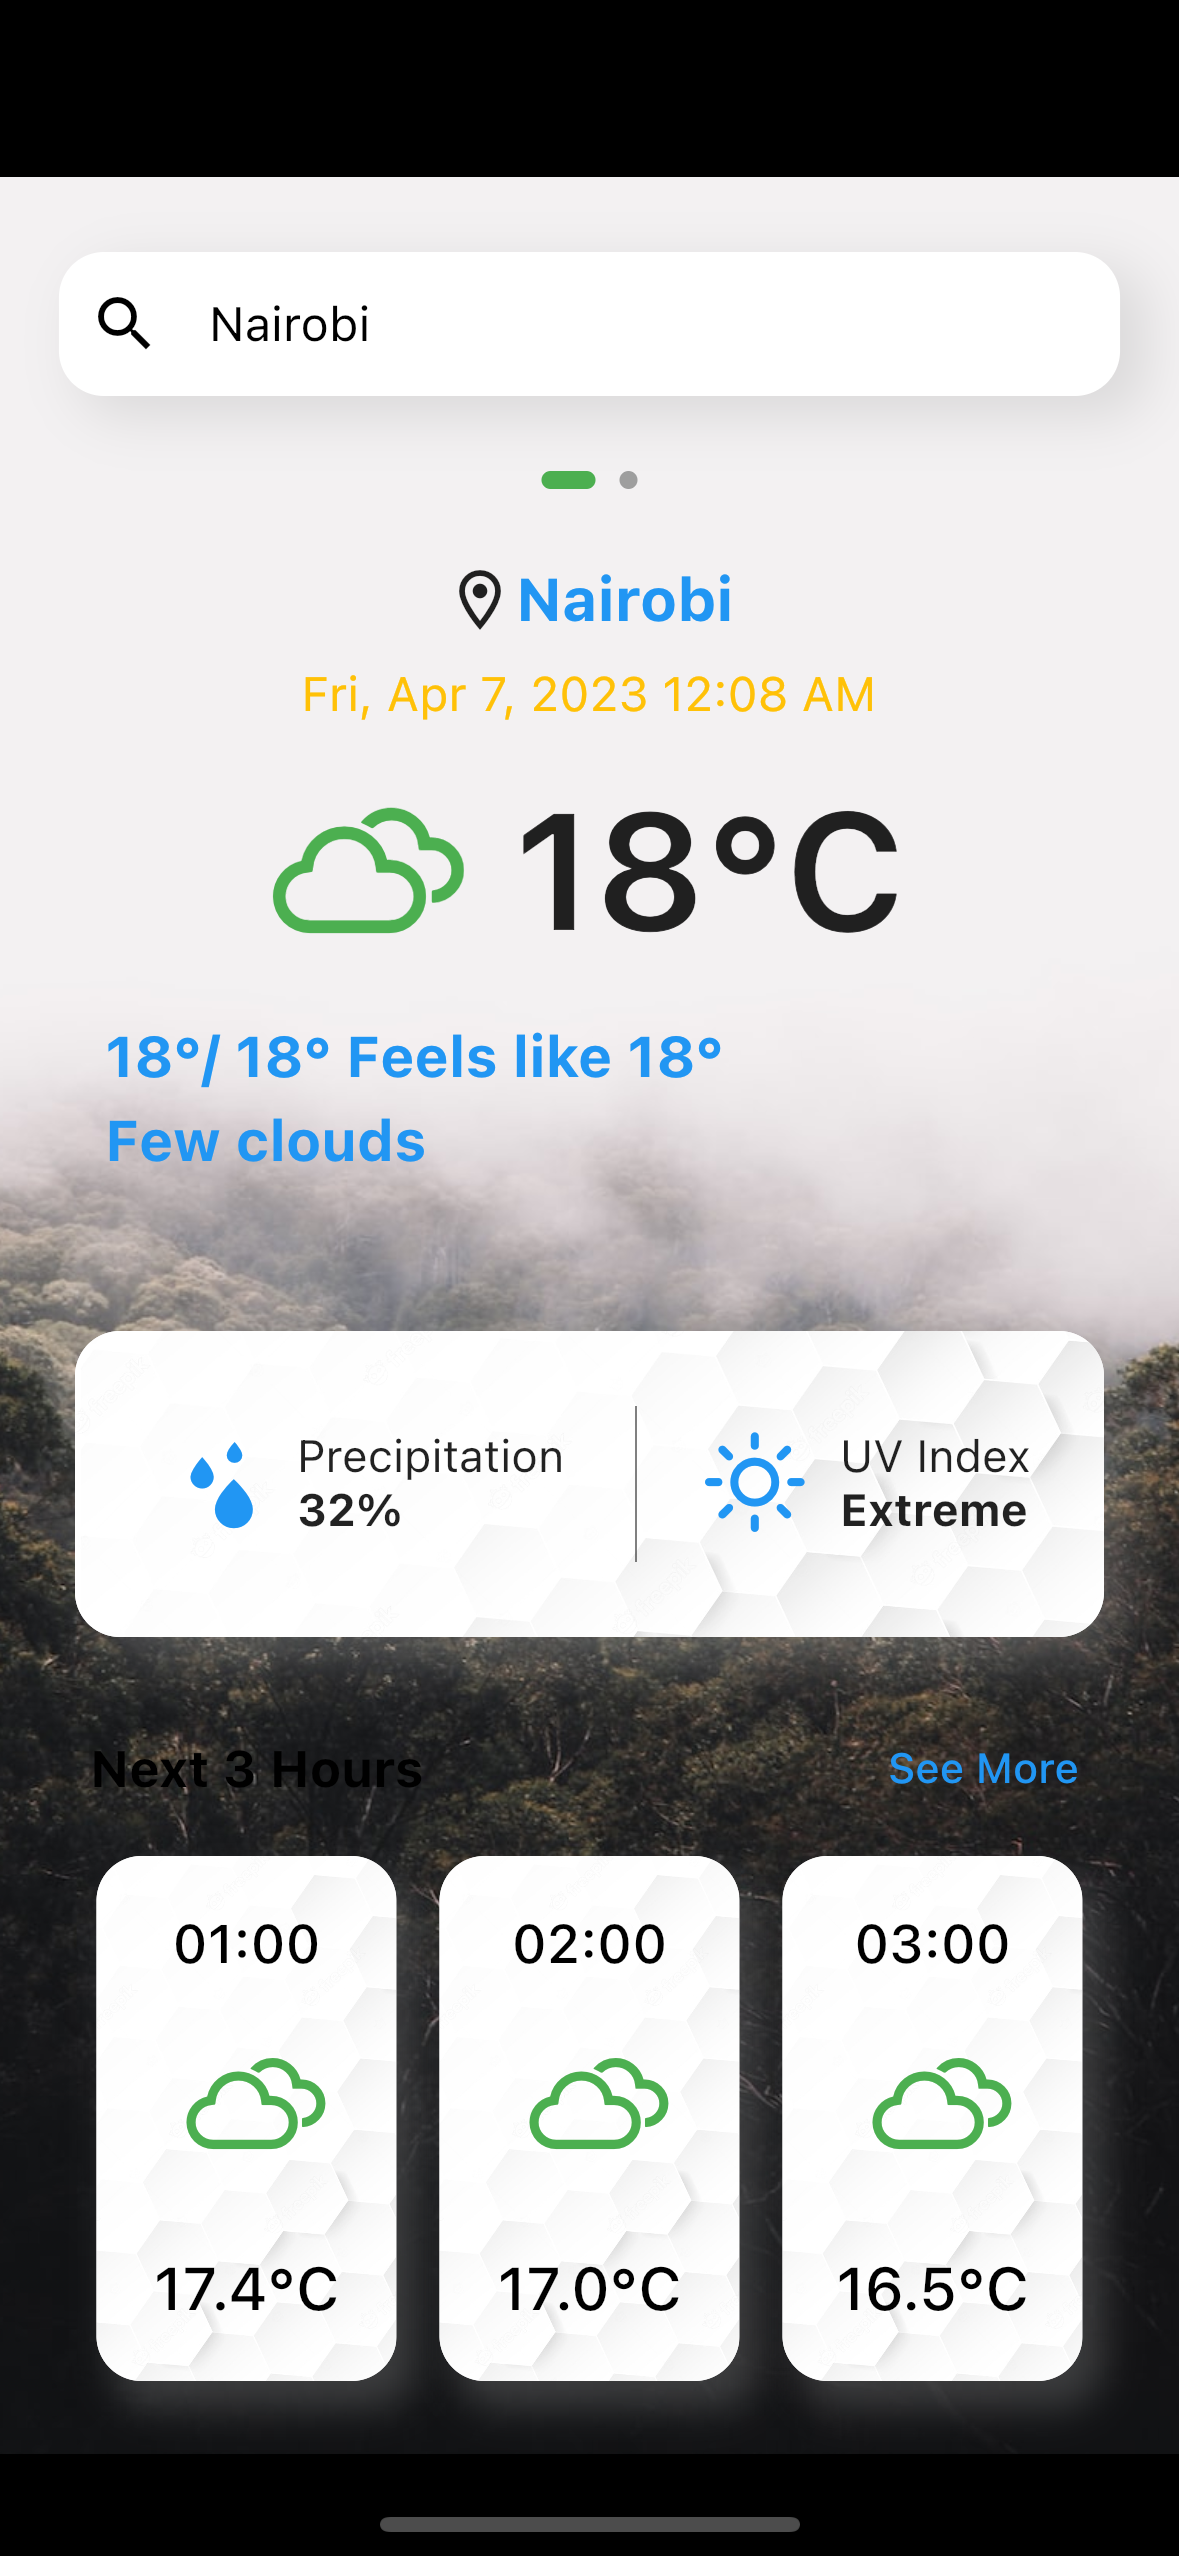 Nairobi
Nairobi
Fri, Apr 7, 2023 12:08 AM
18°C
18°/ 18° Feels like 18°
Few clouds
Precipitation
32%
UV Index
Extreme
Next 3 Hours
See More
01:00
02:00
03:00
17.4°C
17.0°C
16.5°C